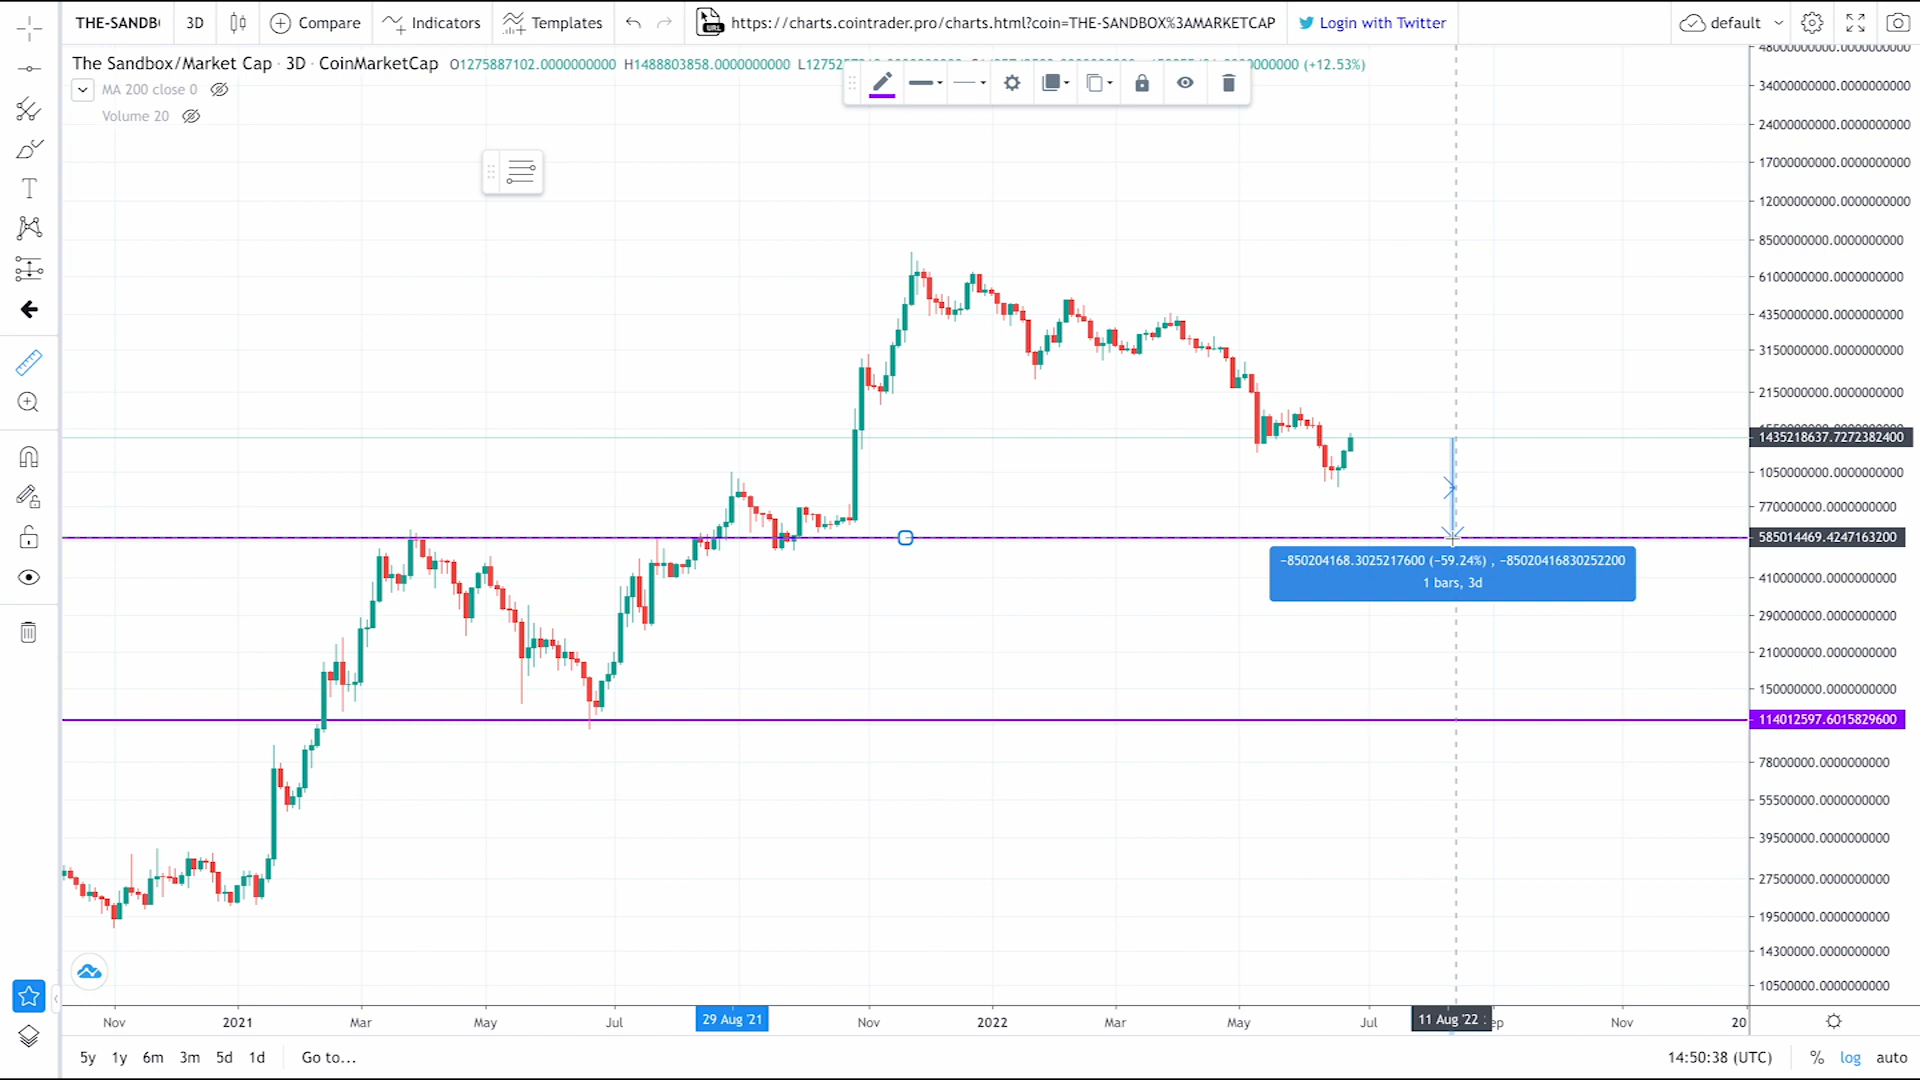 THE-SANDB
3D
Compare
Indicators
Templates
URL
https://charts.cointrader.pro/charts.html?coin=THE-SANDBOX%3AMARKETCAP
Login with Twitter
default
The Sandbox/Market Cap · 3D · CoinMarketCap
O1275887102.0000000000 H1488803858.0000000000
0000000 (+12.53%)
MA 200 close 0
Volume 20
3400000000.0000000000
2400000000.0000000000
1700000000.0000000000
12000000000.0000000000
8500000000.0000000000
6100000000.0000000000
4350000000.0000000000
3150000000.0000000000
2150000000.0000000000
1435218637.7272382400
1050000000.0000000000
770000000.0000000000
585014469.4247163200
−850204168.3025217600 (−59.24%) , −85020416830252200
1 bars, 3d
410000000.0000000000
290000000.0000000000
210000000.0000000000
150000000.0000000000
114012597.6015829600
78000000.0000000000
55500000.0000000000
39500000.0000000000
27500000.0000000000
19500000.0000000000
14300000.0000000000
10500000.0000000000
Nov 2021 Mar May Jul 29 Aug '21 Nov 2022 Mar May Jul 11 Aug '22 ep Nov 20
5y 1y 6m 3m 5d 1d Go to...
14:50:38 (UTC) % log auto